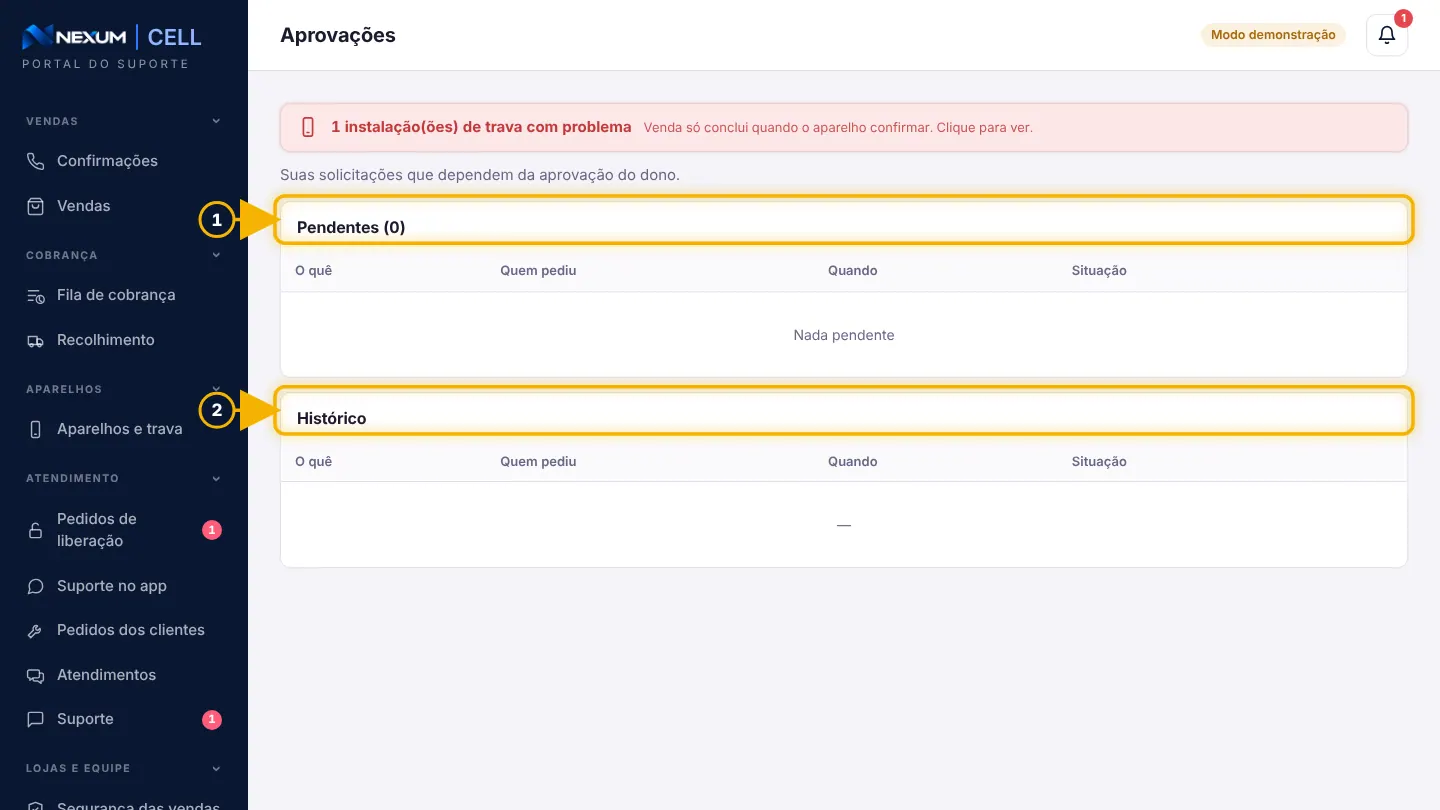 NEXUM | CELL
PORTAL DO SUPORTE
VENDAS
Confirmações
Vendas
COBRANÇA
Fila de cobrança
Recolhimento
APARELHOS
Aparelhos e trava
ATENDIMENTO
Pedidos de
liberação
1
Suporte no app
Pedidos dos clientes
Atendimentos
Suporte 1
LOJAS E EQUIPE
Segurança das vendas
Aprovações
Modo demonstração
1
1 instalação(ões) de trava com problema Venda só conclui quando o aparelho confirmar. Clique para ver.
Suas solicitações que dependem da aprovação do dono.
1
Pendentes (0)
O quê Quem pediu Quando Situação
Nada pendente
2
Histórico
O quê Quem pediu Quando Situação
—